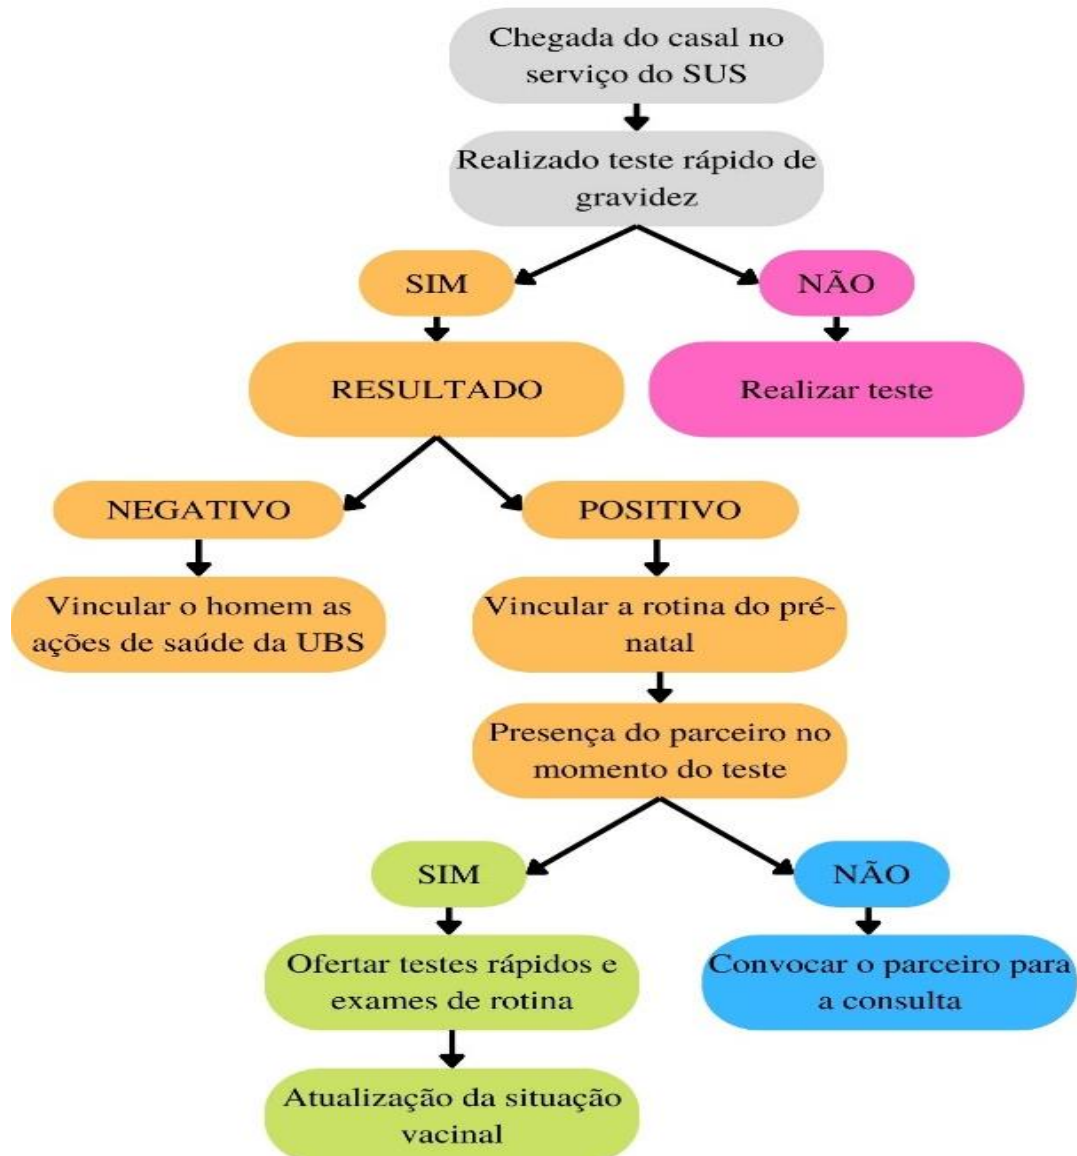 Chegada do casal no
serviço do SUS
Realizado teste rápido de
gravidez
SIM
NÃO
RESULTADO
Realizar teste
NEGATIVO
POSITIVO
Vincular o homem as
ações de saúde da UBS
Vincular a rotina do pré-
natal
Presença do parceiro no
momento do teste
SIM
NÃO
Ofertar testes rápidos e
exames de rotina
Convocar o parceiro para
a consulta
Atualização da situação
vacinal